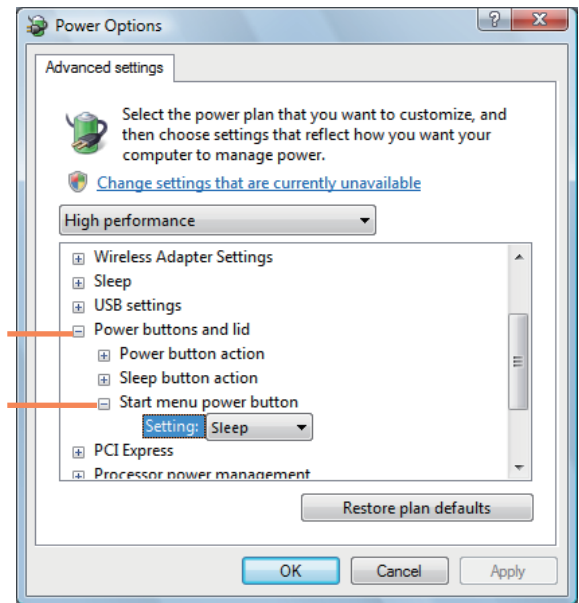 Power Options
Advanced settings
Select the power plan that you want to customize, and
then choose settings that reflect how you want your
computer to manage power.
Change settings that are currently unavailable
High performance
Wireless Adapter Settings
Sleep
USB settings
Power buttons and lid
Power button action
Sleep button action
Start menu power button
Setting: Sleep
PCI Express
Processor power management
Restore plan defaults
OK Cancel Apply